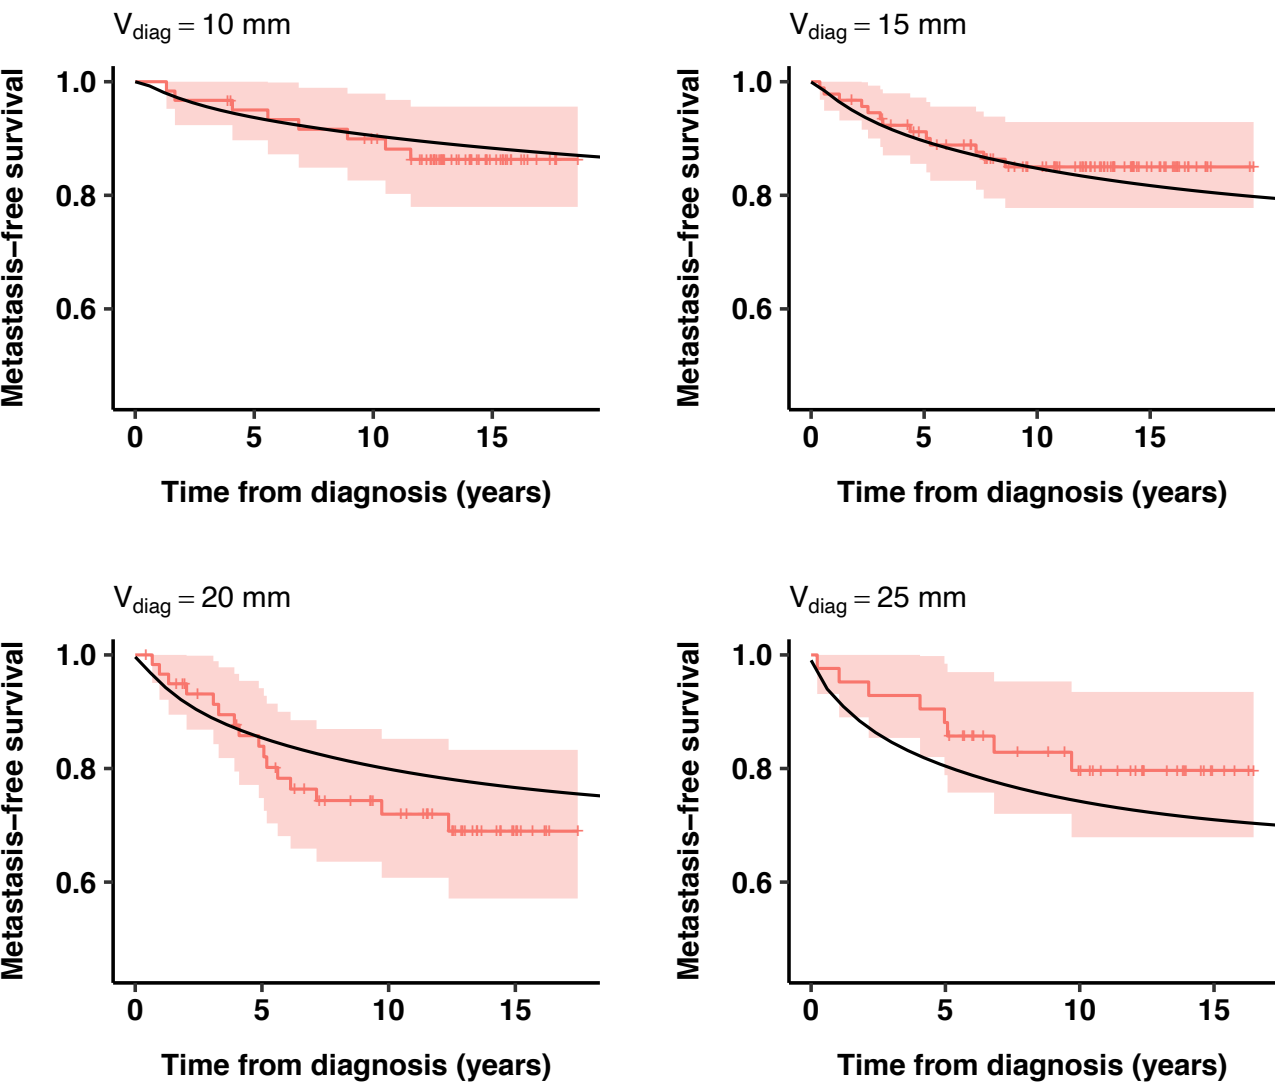 V_diag = 10 mm
Metastasis–free survival
1.0
0.8
0.6
0 5 10 15
Time from diagnosis (years)
V_diag = 15 mm
Metastasis–free survival
1.0
0.8
0.6
0 5 10 15
Time from diagnosis (years)
V_diag = 20 mm
Metastasis–free survival
1.0
0.8
0.6
0 5 10 15
Time from diagnosis (years)
V_diag = 25 mm
Metastasis–free survival
1.0
0.8
0.6
0 5 10 15
Time from diagnosis (years)